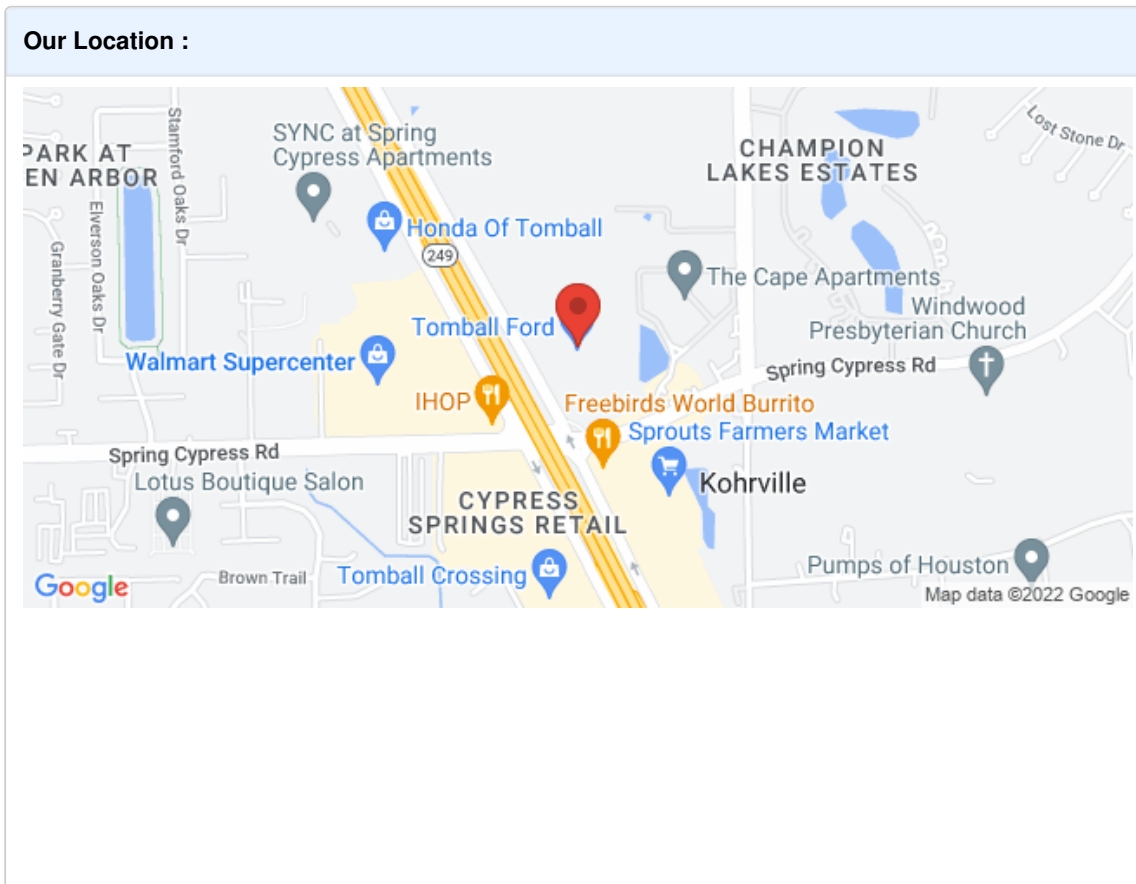 Our Location :
PARK AT
EN ARBOR
Stamford Oaks Dr
Elverson Oaks Dr
Granberry Gate Dr
SYNC at Spring
Cypress Apartments
Honda Of Tomball
249
CHAMPION
LAKES ESTATES
Lost Stone Dr
The Cape Apartments
Windwood
Presbyterian Church
Tomball Ford
Walmart Supercenter
Spring Cypress Rd
IHOP
Freebirds World Burrito
Sprouts Farmers Market
Spring Cypress Rd
Lotus Boutique Salon
Kohrville
CYPRESS
SPRINGS RETAIL
Pumps of Houston
Tomball Crossing
Brown Trail
Google
Map data ©2022 Google